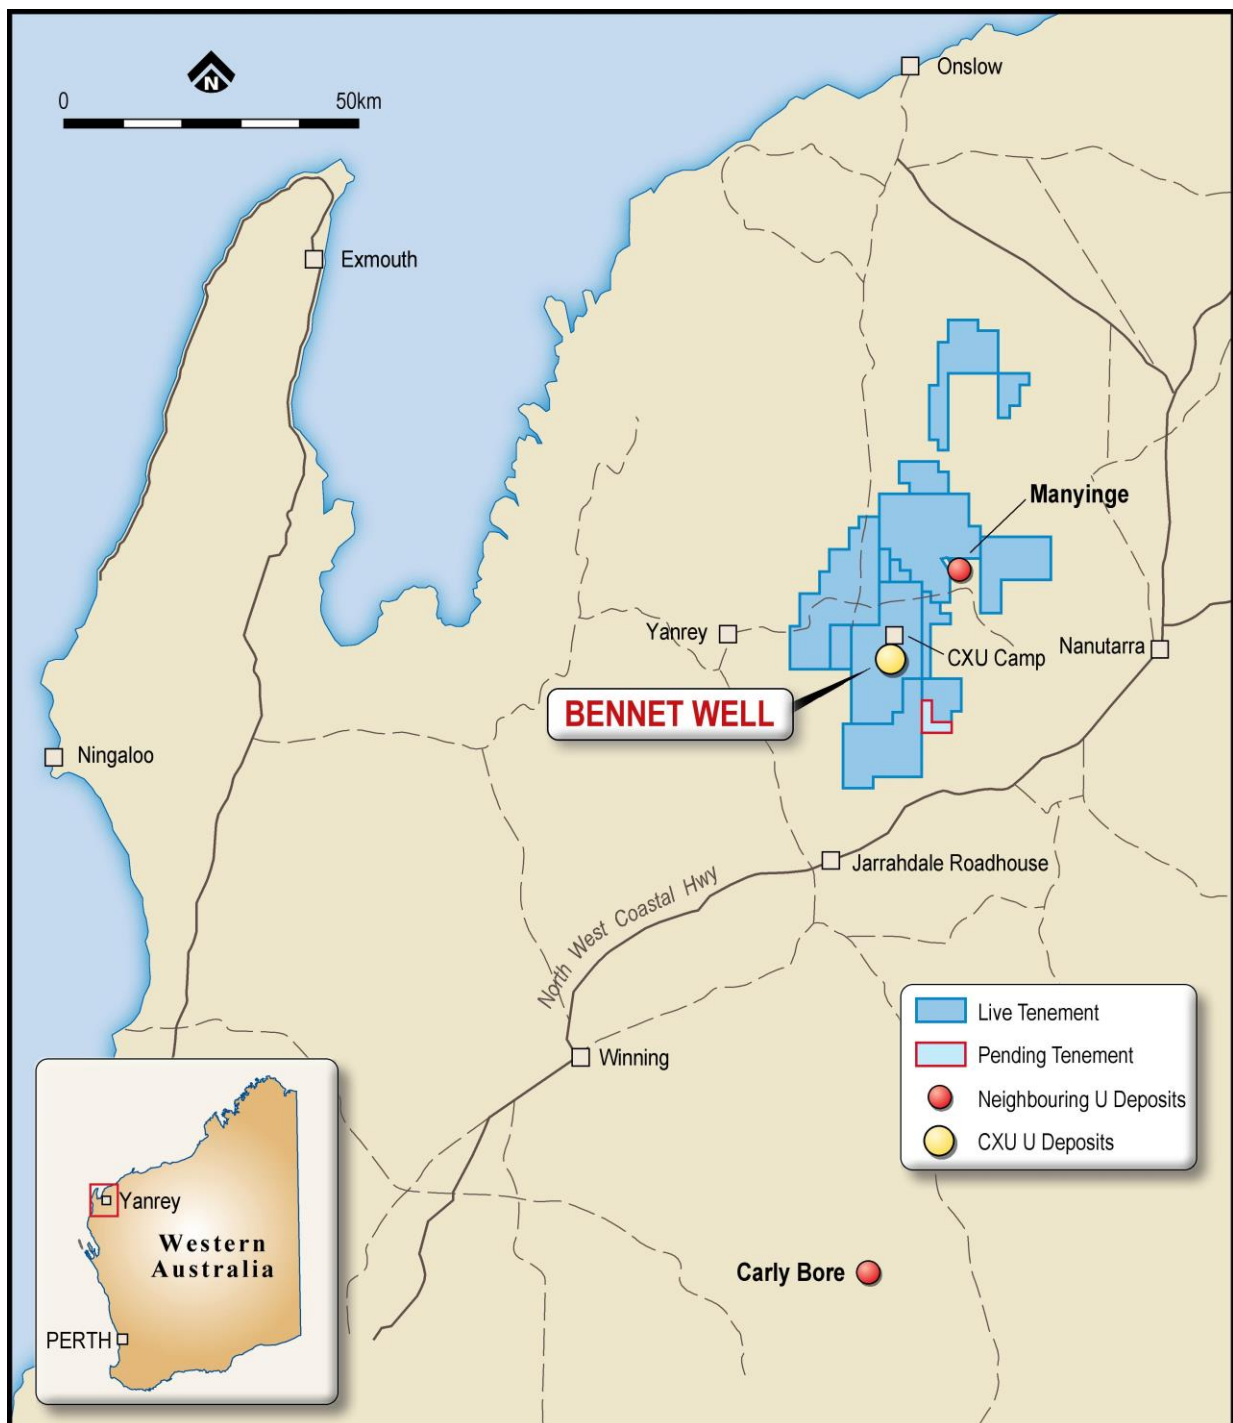 Onslow
N
0 50km
Exmouth
Manyinge
Yanrey
CXU Camp
Nanutarra
BENNET WELL
Ningaloo
Jarrahdale Roadhouse
North West Coastal Hwy
Winning
Live Tenement
Pending Tenement
Neighbouring U Deposits
CXU U Deposits
Yanrey
Western
Australia
PERTH
Carly Bore